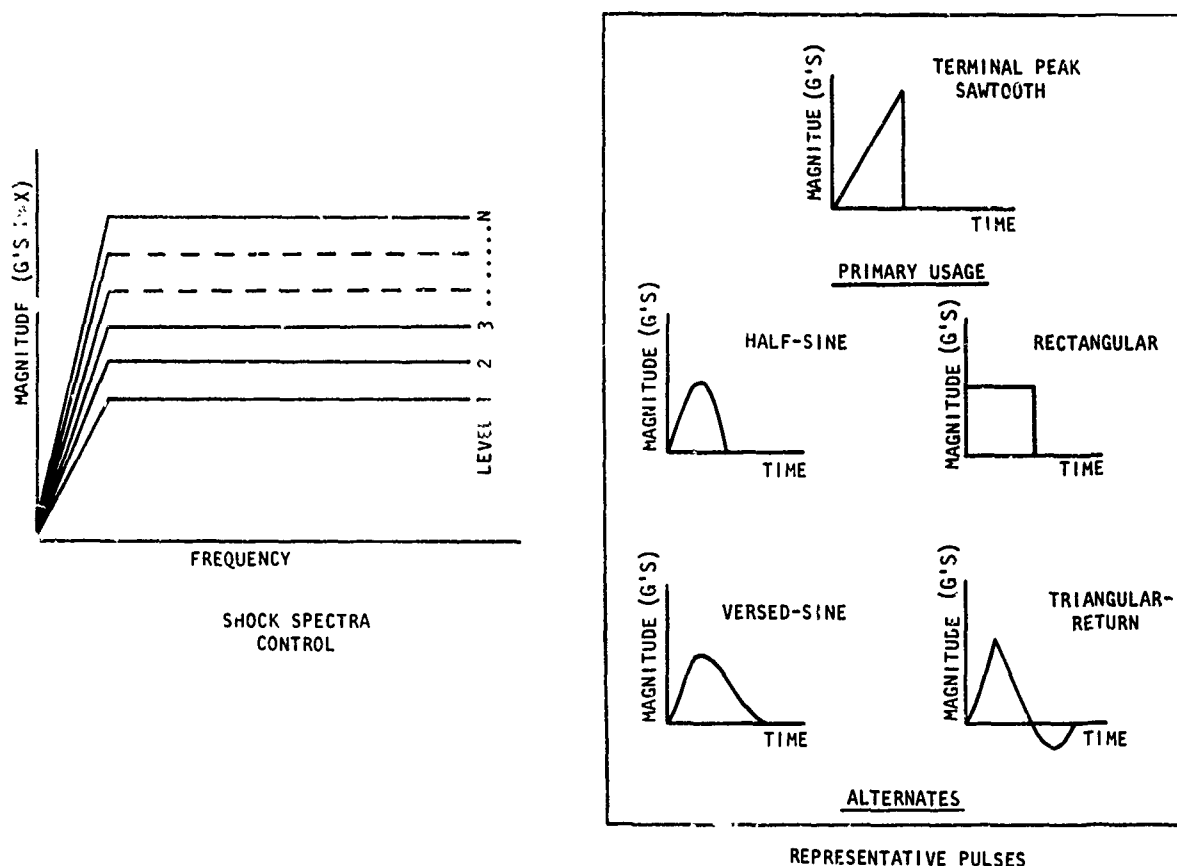 MAGNITUDE (G'S
LEVEL 1 2 3 ........N
FREQUENCY
SHOCK SPECTRA
CONTROL
TERMINAL PEAK
SAWTOOTH
MAGNITUE (G'S)
TIME
PRIMARY USAGE
HALF-SINE
MAGNITUDE (G'S)
TIME
RECTANGULAR
MAGNITUDE (G'S)
TIME
VERSED-SINE
MAGNITUDE (G'S)
TIME
TRIANGULAR-
RETURN
MAGNITUDE (G'S)
TIME
ALTERNATES
REPRESENTATIVE PULSES